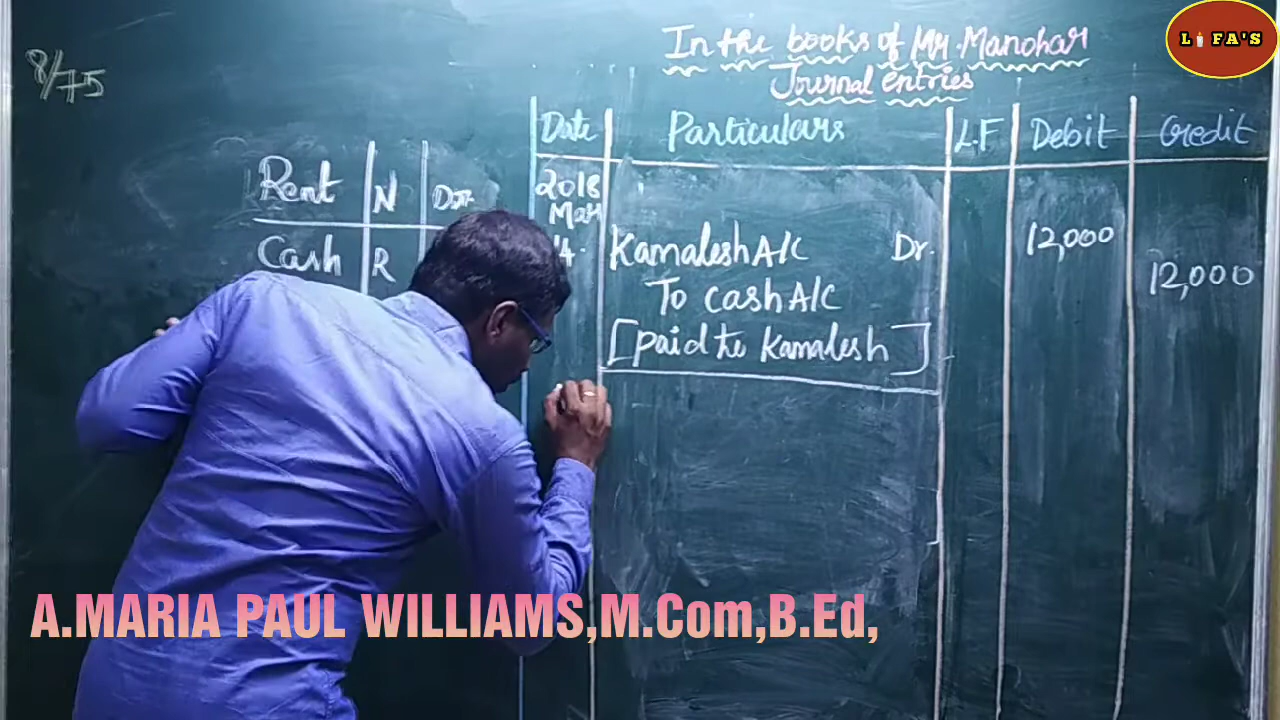 In the books of Mr. Manohar
Journal entries
L FA'S
8/75
Date Particulars L.F Debit Credit
Rent N
Cash R
2018
Mar
14. Kamalesh A/C Dr. 12,000
To cash A/C 12,000
[paid to Kamalesh]
A.MARIA PAUL WILLIAMS,M.Com,B.Ed,